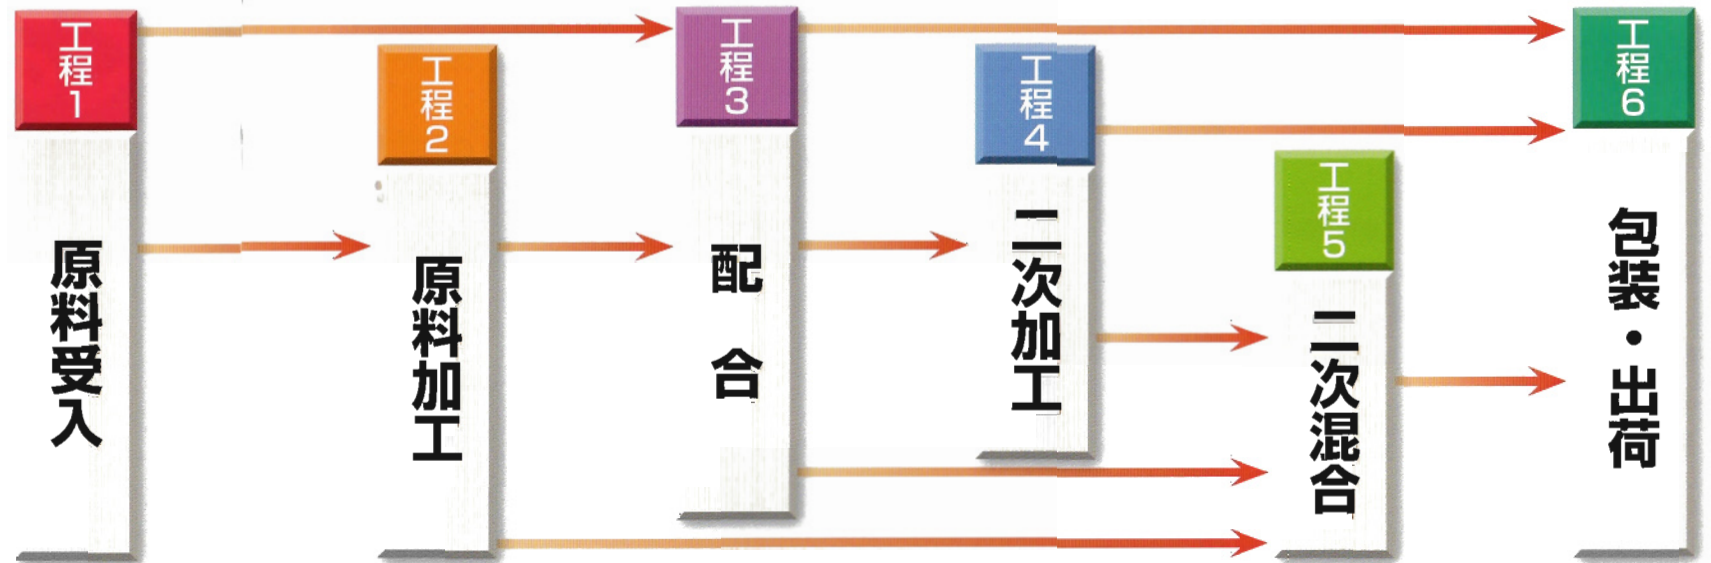 工程1
原料受入
工程2
原料加工
工程3
配合
工程4
二次加工
工程5
二次混合
工程6
包装・出荷